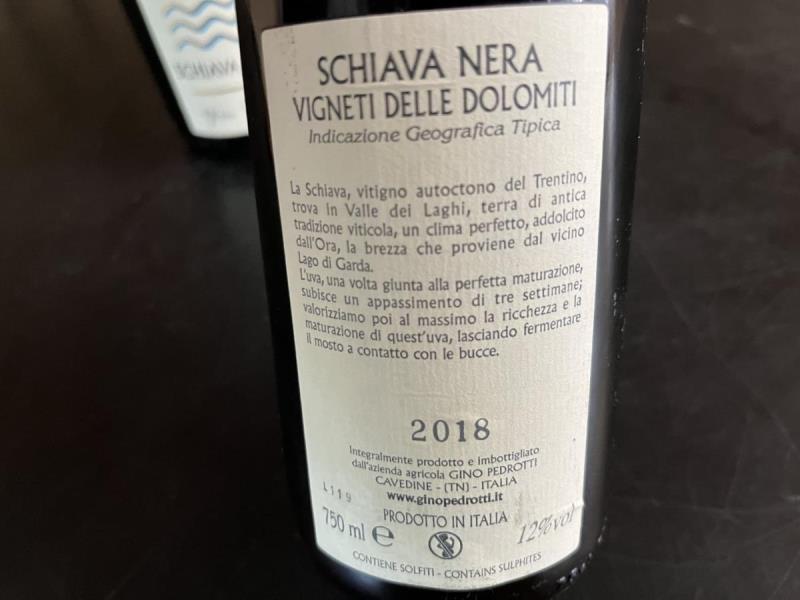 SCHIAVA
SCHIAVA NERA
VIGNETI DELLE DOLOMITI
Indicazione Geografica Tipica
La Schiava, vitigno autoctono del Trentino,
trova in Valle dei Laghi, terra di antica
tradizione viticola, un clima perfetto, addolcito
dall'Ora, la brezza che proviene dal vicino
Lago di Garda.
L'uva, una volta giunta alla perfetta maturazione,
subisce un appassimento di tre settimane;
valorizziamo poi al massimo la ricchezza e la
maturazione di quest'uva, lasciando fermentare
il mosto a contatto con le bucce.
2018
Integralmente prodotto e imbottigliato
dall'azienda agricola GINO PEDROTTI
CAVEDINE - (TN) - ITALIA
www.ginopedrotti.it
L119
PRODOTTO IN ITALIA
750 ml e
12% vol
CONTIENE SOLFITI - CONTAINS SULPHITES